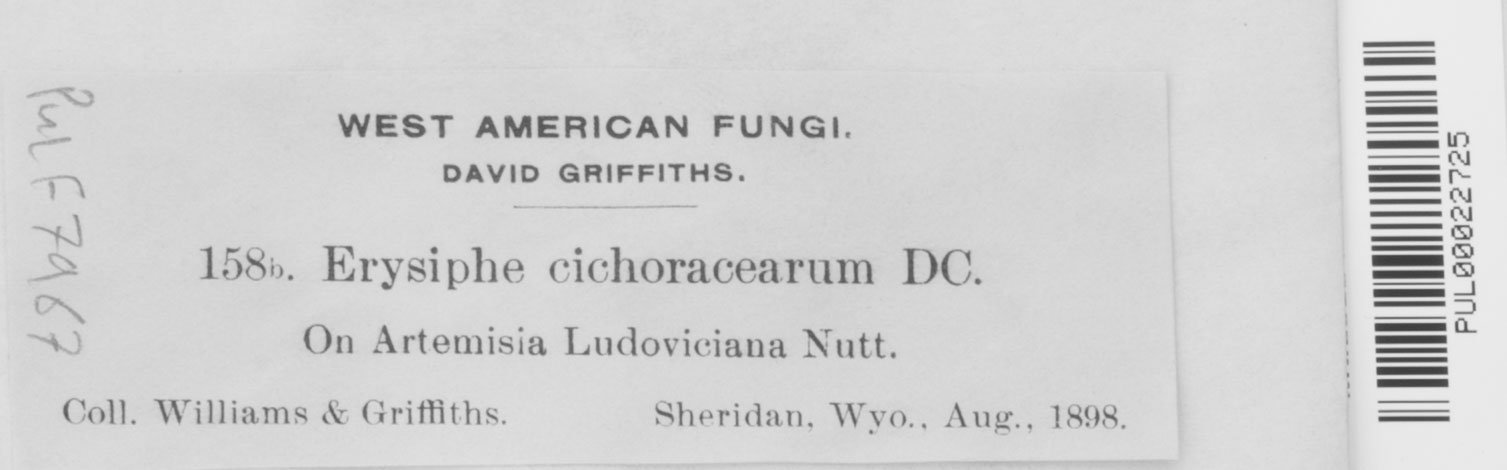 WEST AMERICAN FUNGI.
DAVID GRIFFITHS.
158b. Erysiphe cichoracearum DC.
On Artemisia Ludoviciana Nutt.
Coll. Williams & Griffiths. Sheridan, Wyo., Aug., 1898.
Pul F7967
PUL00022725